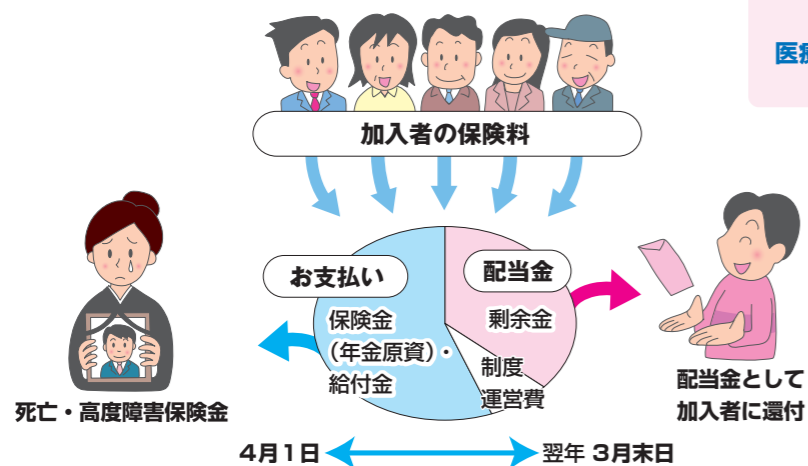 医療
加入者の保険料
お支払い
配当金
保険金
（年金原資）・
給付金
剰余金
制度
運営費
死亡・高度障害保険金
配当金として
加入者に還付
4月1日
翌年 3月末日